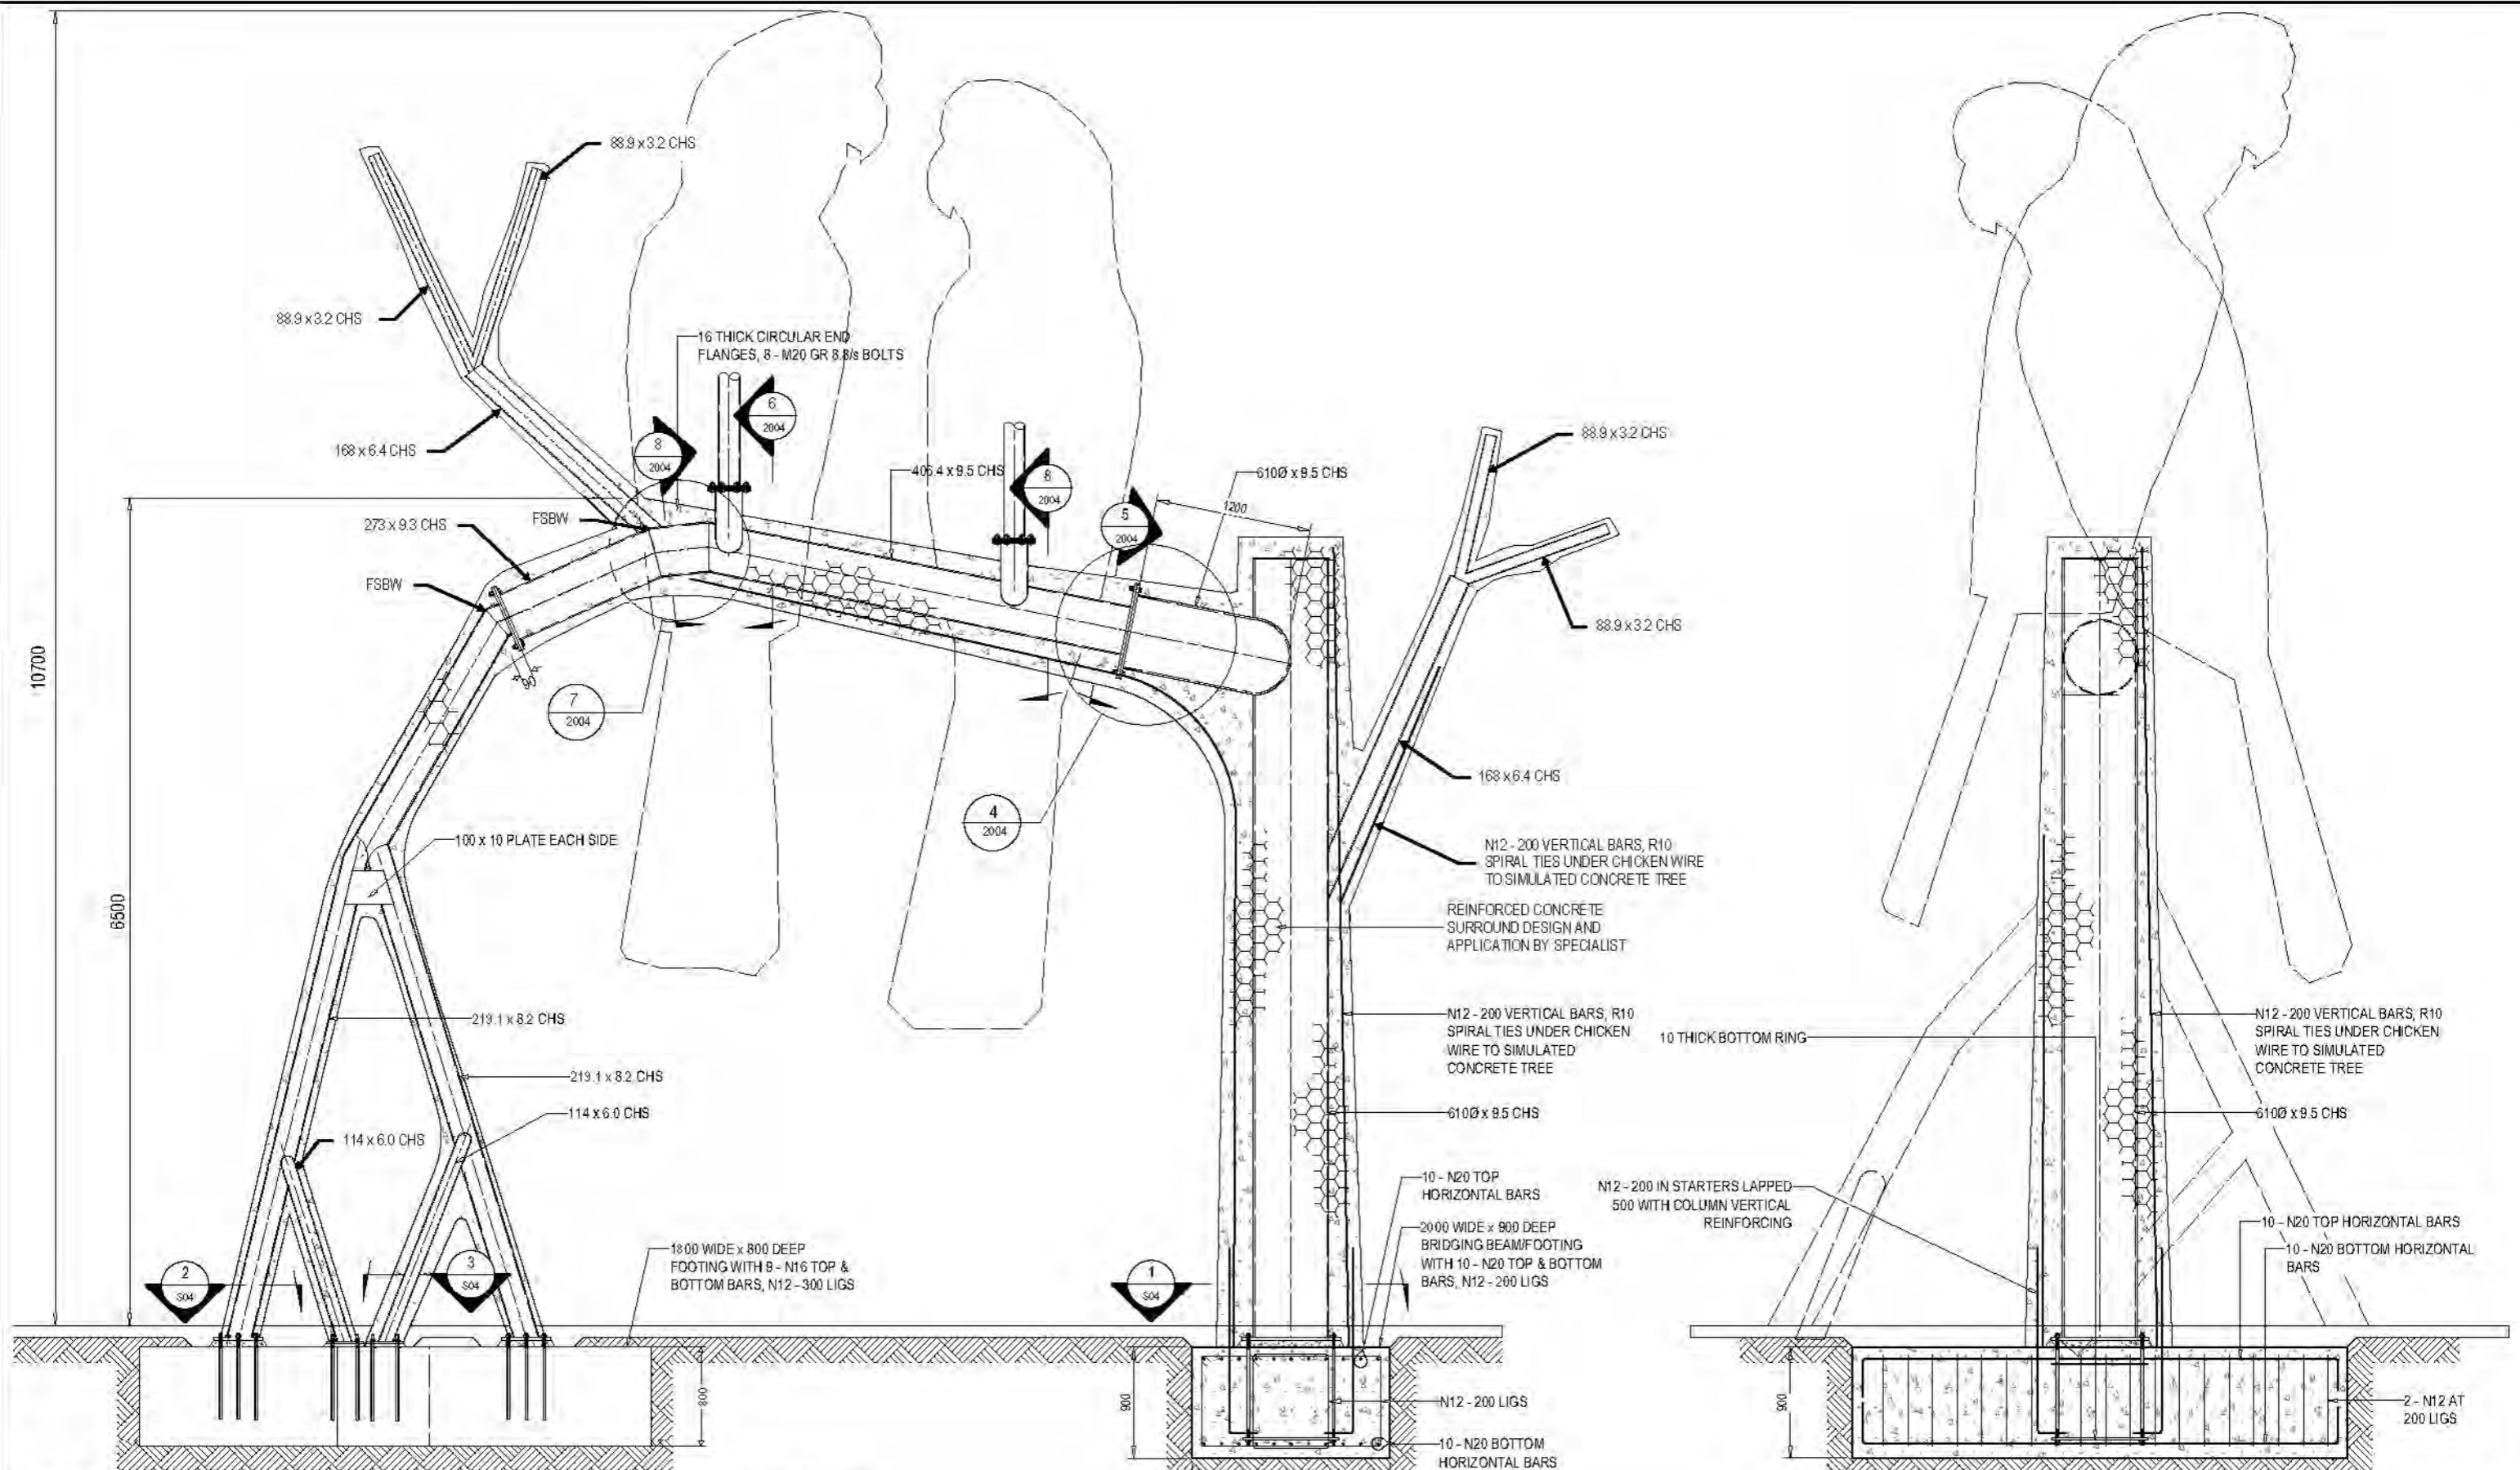 88.9 x 3.2 CHS
88.9 x 3.2 CHS
16 THICK CIRCULAR END
FLANGES, 8 - M20 GR 8.8/s BOLTS
6
2004
8
2004
168 x 6.4 CHS
88.9 x 3.2 CHS
406.4 x 9.5 CHS
8
2004
610Ø x 9.5 CHS
1200
5
2004
273 x 9.3 CHS
FSBW
FSBW
88.9 x 3.2 CHS
10700
90
7
2004
168 x 6.4 CHS
4
2004
100 x 10 PLATE EACH SIDE
N12 - 200 VERTICAL BARS, R10
SPIRAL TIES UNDER CHICKEN WIRE
TO SIMULATED CONCRETE TREE
6500
REINFORCED CONCRETE
SURROUND DESIGN AND
APPLICATION BY SPECIALIST
219.1 x 8.2 CHS
N12 - 200 VERTICAL BARS, R10
SPIRAL TIES UNDER CHICKEN
WIRE TO SIMULATED
CONCRETE TREE
10 THICK BOTTOM RING
N12 - 200 VERTICAL BARS, R10
SPIRAL TIES UNDER CHICKEN
WIRE TO SIMULATED
CONCRETE TREE
219.1 x 8.2 CHS
114 x 6.0 CHS
610Ø x 9.5 CHS
610Ø x 9.5 CHS
114 x 6.0 CHS
10 - N20 TOP
HORIZONTAL BARS
N12 - 200 IN STARTERS LAPPED
500 WITH COLUMN VERTICAL
REINFORCING
10 - N20 TOP HORIZONTAL BARS
10 - N20 BOTTOM HORIZONTAL
BARS
2000 WIDE x 900 DEEP
BRIDGING BEAM/FOOTING
WITH 10 - N20 TOP & BOTTOM
BARS, N12 - 200 LIGS
1800 WIDE x 800 DEEP
FOOTING WITH 9 - N16 TOP &
BOTTOM BARS, N12 - 300 LIGS
2
S04
3
S04
1
S04
800
900
N12 - 200 LIGS
900
2 - N12 AT
200 LIGS
10 - N20 BOTTOM
HORIZONTAL BARS